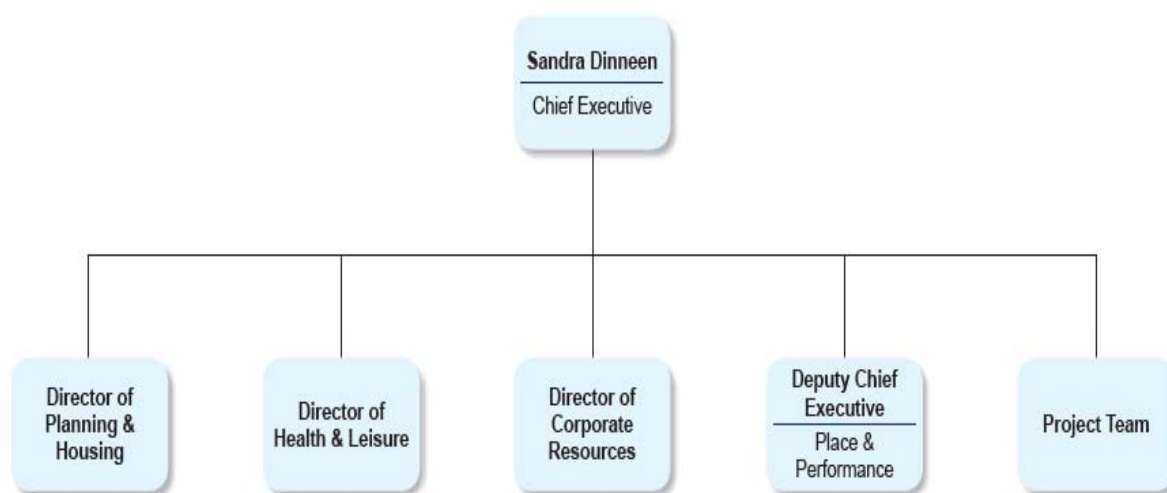 Sandra Dinneen
Chief Executive
Director of
Planning &
Housing
Director of
Health & Leisure
Director of
Corporate
Resources
Deputy Chief
Executive
Place &
Performance
Project Team